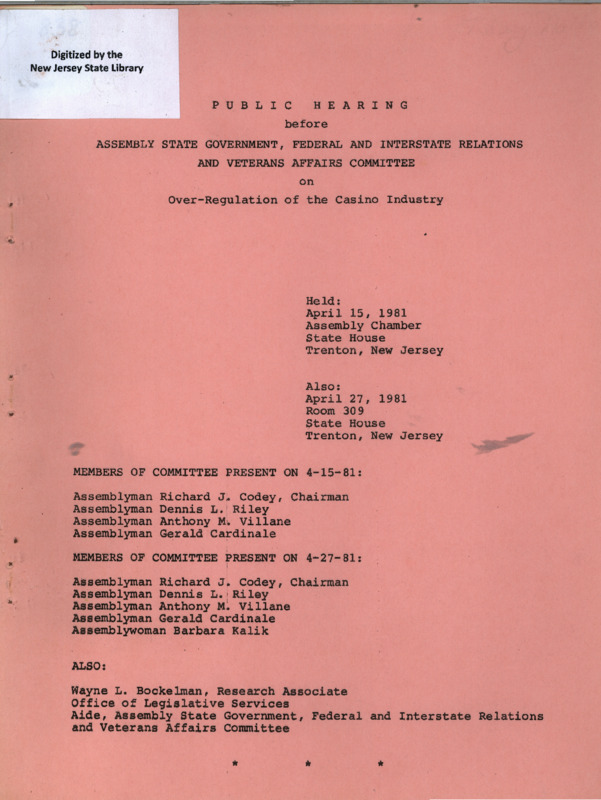 Digitized by the
New Jersey State Library
PUBLIC HEARING
before
ASSEMBLY STATE GOVERNMENT, FEDERAL AND INTERSTATE RELATIONS
AND VETERANS AFFAIRS COMMITTEE
on
Over-Regulation of the Casino Industry
Held:
April 15, 1981
Assembly Chamber
State House
Trenton, New Jersey
Also:
April 27, 1981
Room 309
State House
Trenton, New Jersey
MEMBERS OF COMMITTEE PRESENT ON 4-15-81:
Assemblyman Richard J. Codey, Chairman
Assemblyman Dennis L. Riley
Assemblyman Anthony M. Villane
Assemblyman Gerald Cardinale
MEMBERS OF COMMITTEE PRESENT ON 4-27-81:
Assemblyman Richard J. Codey, Chairman
Assemblyman Dennis L. Riley
Assemblyman Anthony M. Villane
Assemblyman Gerald Cardinale
Assemblywoman Barbara Kalik
ALSO:
Wayne L. Bockelman, Research Associate
Office of Legislative Services
Aide, Assembly State Government, Federal and Interstate Relations
and Veterans Affairs Committee
* * *